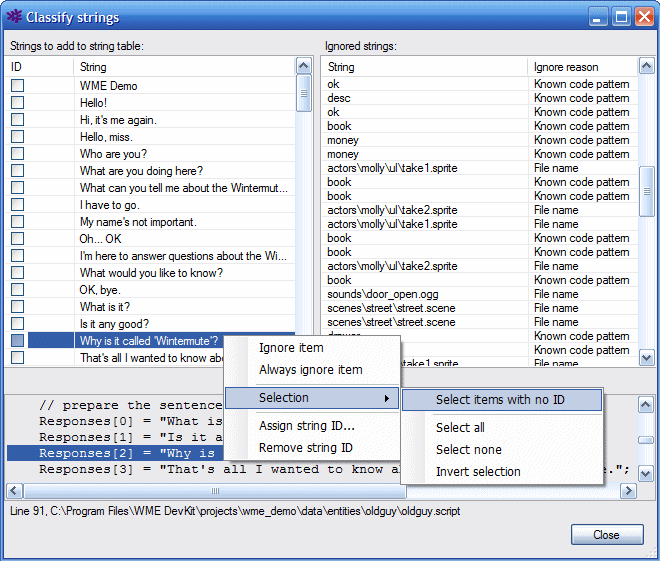 Classify strings
Strings to add to string table:
ID String
WME Demo
Hello!
Hi, it's me again.
Hello, miss.
Who are you?
What are you doing here?
What can you tell me about the Wintermut...
I have to go.
My name's not important.
Oh... OK
I'm here to answer questions about the Wi...
What would you like to know?
OK, bye.
What is it?
Is it any good?
Why is it called 'Wintermute'?
That's all I wanted to know abo
Ignored strings:
String Ignore reason
ok Known code pattern
desc Known code pattern
ok Known code pattern
book Known code pattern
money Known code pattern
money Known code pattern
actors\molly\ul\take1.sprite File name
book Known code pattern
book Known code pattern
actors\molly\ul\take2.sprite File name
actors\molly\ul\take1.sprite File name
book Known code pattern
book Known code pattern
actors\molly\ul\take2.sprite File name
book Known code pattern
sounds\door_open.ogg File name
scenes\street\street.scene File name
scenes\street\street.scene File name
Known code pattern
Known code pattern
\take1.sprite File name
Ignore item
Always ignore item
Selection
Assign string ID...
Remove string ID
Select items with no ID
Select all
Select none
Invert selection
// prepare the sentence
Responses[0] = "What is
Responses[1] = "Is it a
Responses[2] = "Why is
Responses[3] = "That's all I wanted to know a e.";
Line 91, C:\Program Files\WME DevKit\projects\wme_demo\data\entities\oldguy\oldguy.script
Close